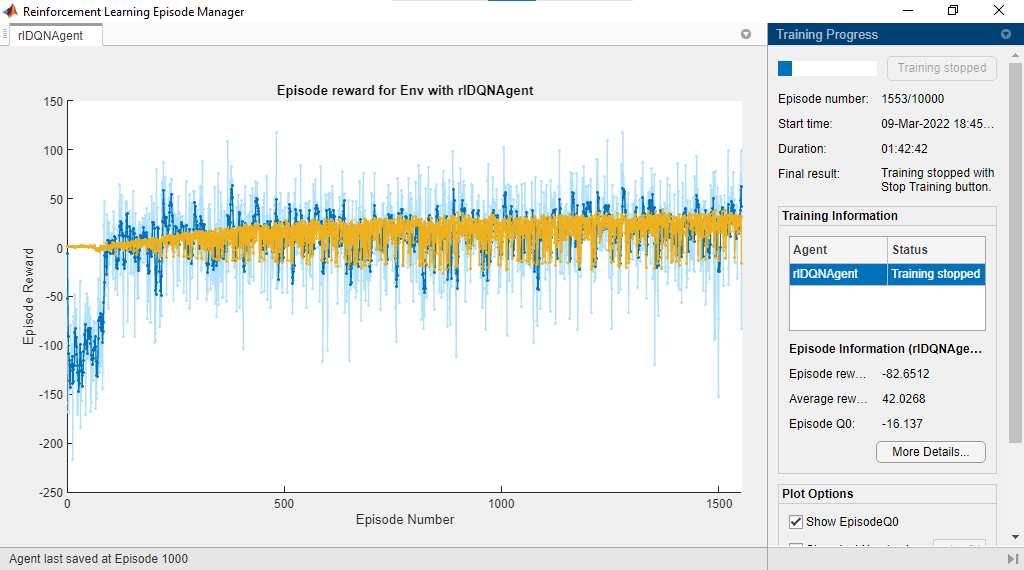 Reinforcement Learning Episode Manager
rlDQNAgent
Episode reward for Env with rlDQNAgent
150
100
50
0
-50
-100
-150
-200
-250
Episode Reward
0
500
1000
1500
Episode Number
Training Progress
Training stopped
Episode number: 1553/10000
Start time: 09-Mar-2022 18:45...
Duration: 01:42:42
Final result: Training stopped with
Stop Training button.
Training Information
Agent Status
rlDQNAgent Training stopped
Episode Information (rlDQNAge...
Episode rew... -82.6512
Average rew... 42.0268
Episode Q0: -16.137
More Details...
Plot Options
Show EpisodeQ0
Agent last saved at Episode 1000